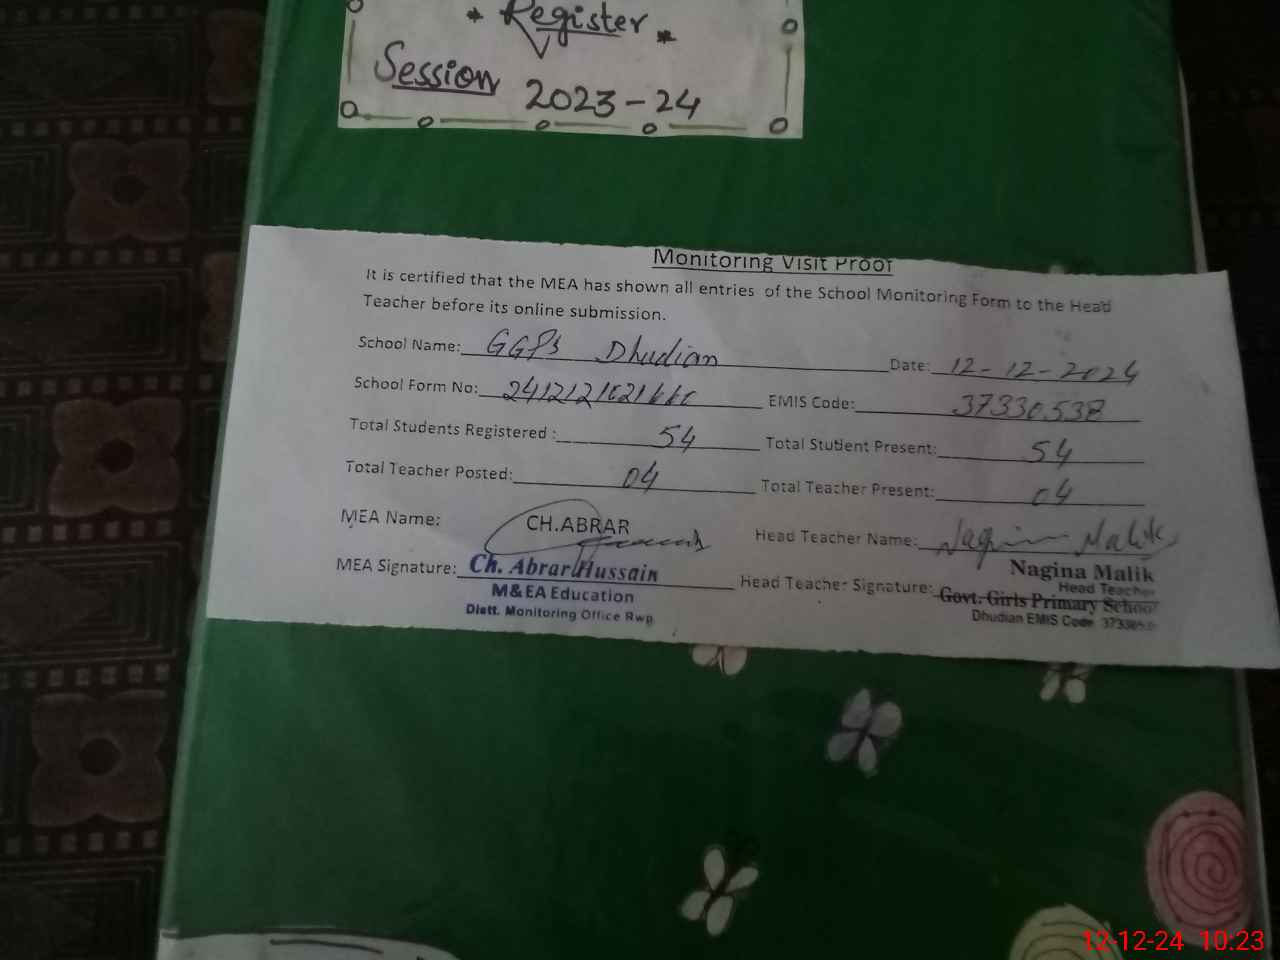 * Register *
Session 2023-24
Monitoring Visit Proof
It is certified that the MEA has shown all entries of the School Monitoring Form to the Head
Teacher before its online submission.
School Name: GGPS Dhudian Date: 12-12-2024
School Form No: EMIS Code: 37330538
Total Students Registered : 54 Total Student Present: 54
Total Teacher Posted: 04 Total Teacher Present: 04
MEA Name: CH.ABRAR Head Teacher Name: Nagina Malik
MEA Signature: Ch. Abrar Hussain Head Teacher Signature: Nagina Malik
M&EA Education Head Teacher
Distt. Monitoring Office Rwp Govt. Girls Primary School
Dhudian EMIS Code
12-12-24 10:23